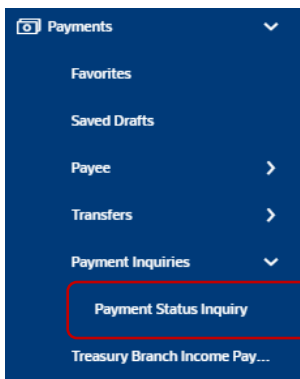 Payments
Favorites
Saved Drafts
Payee
Transfers
Payment Inquiries
Payment Status Inquiry
Treasury Branch Income Pay...